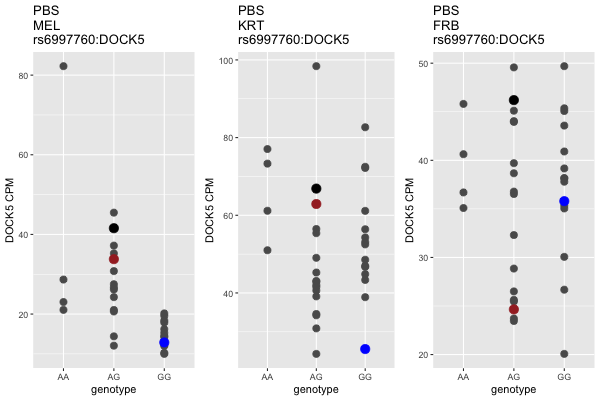 PBS
MEL
rs6997760:DOCK5
DOCK5 CPM
80
60
40
20
AA
AG
GG
genotype
PBS
KRT
rs6997760:DOCK5
DOCK5 CPM
100
80
60
40
AA
AG
GG
genotype
PBS
FRB
rs6997760:DOCK5
DOCK5 CPM
50
40
30
20
AA
AG
GG
genotype